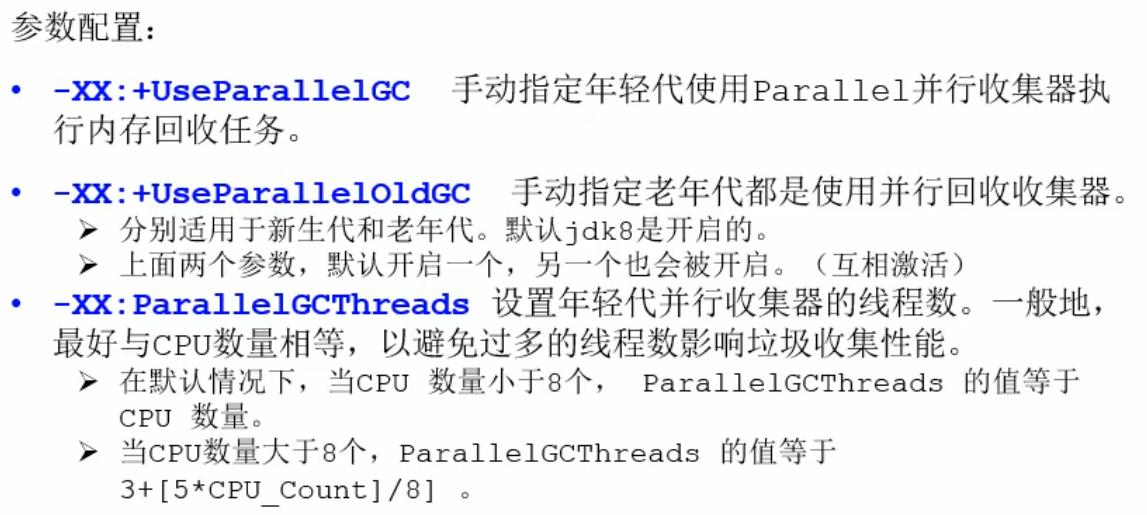 参数配置：
• -XX:+UseParallelGC 手动指定年轻代使用Parallel并行收集器执
行内存回收任务。
• -XX:+UseParallelOldGC 手动指定老年代都是使用并行回收收集器。
➢ 分别适用于新生代和老年代。默认jdk8是开启的。
➢ 上面两个参数，默认开启一个，另一个也会被开启。（互相激活）
• -XX:ParallelGCThreads 设置年轻代并行收集器的线程数。一般地，
最好与CPU数量相等，以避免过多的线程数影响垃圾收集性能。
➢ 在默认情况下，当CPU 数量小于8个， ParallelGCThreads 的值等于
CPU 数量。
➢ 当CPU数量大于8个，ParallelGCThreads 的值等于
3+[5*CPU_Count]/8] 。